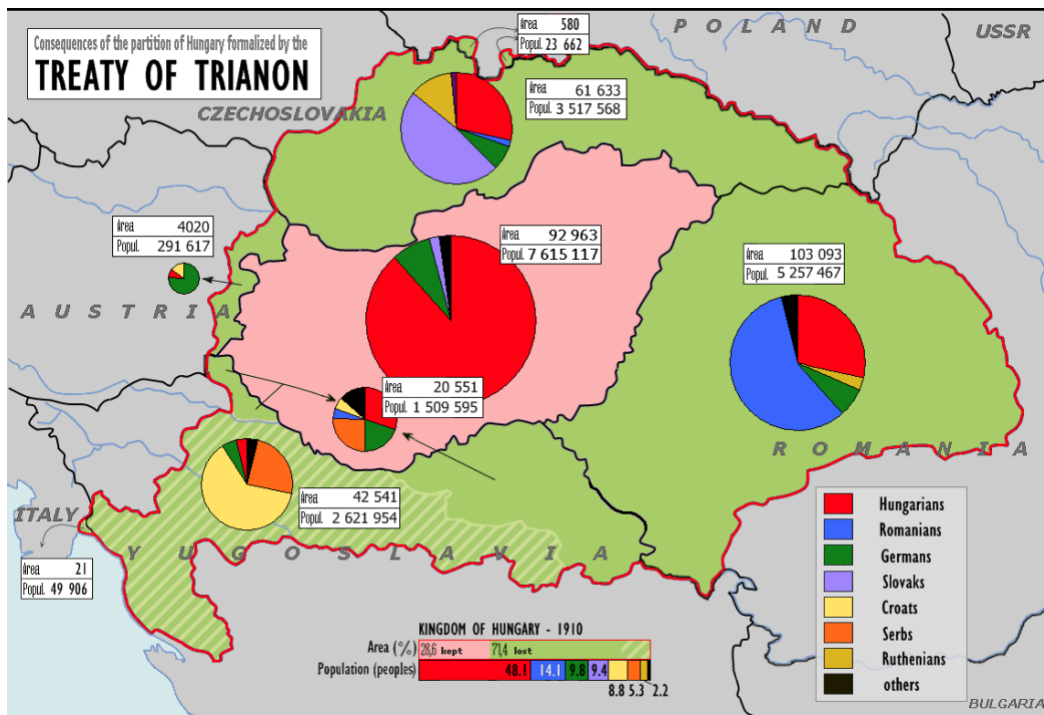 Consequences of the partition of Hungary formalized by the
TREATY OF TRIANON
Area 580
Popul. 23 662
POLAND
USSR
CZECHOSLOVAKIA
Area 61 633
Popul. 3 517 568
Area 4020
Popul. 291 617
Area 92 963
Popul. 7 615 117
Area 103 093
Popul. 5 257 467
AUSTRIA
Area 20 551
Popul. 1 509 595
ROMANIA
Area 42 541
Popul. 2 621 954
ITALY
YUGOSLAVIA
Area 21
Popul. 49 906
Hungarians
Romanians
Germans
Slovaks
Croats
Serbs
Ruthenians
others
KINGDOM OF HUNGARY - 1910
Area (%) 28,6 kept 71,4 lost
Population (peoples) 48.1 14.1 9.8 9.4
8.8 5.3 2.2
BULGARIA